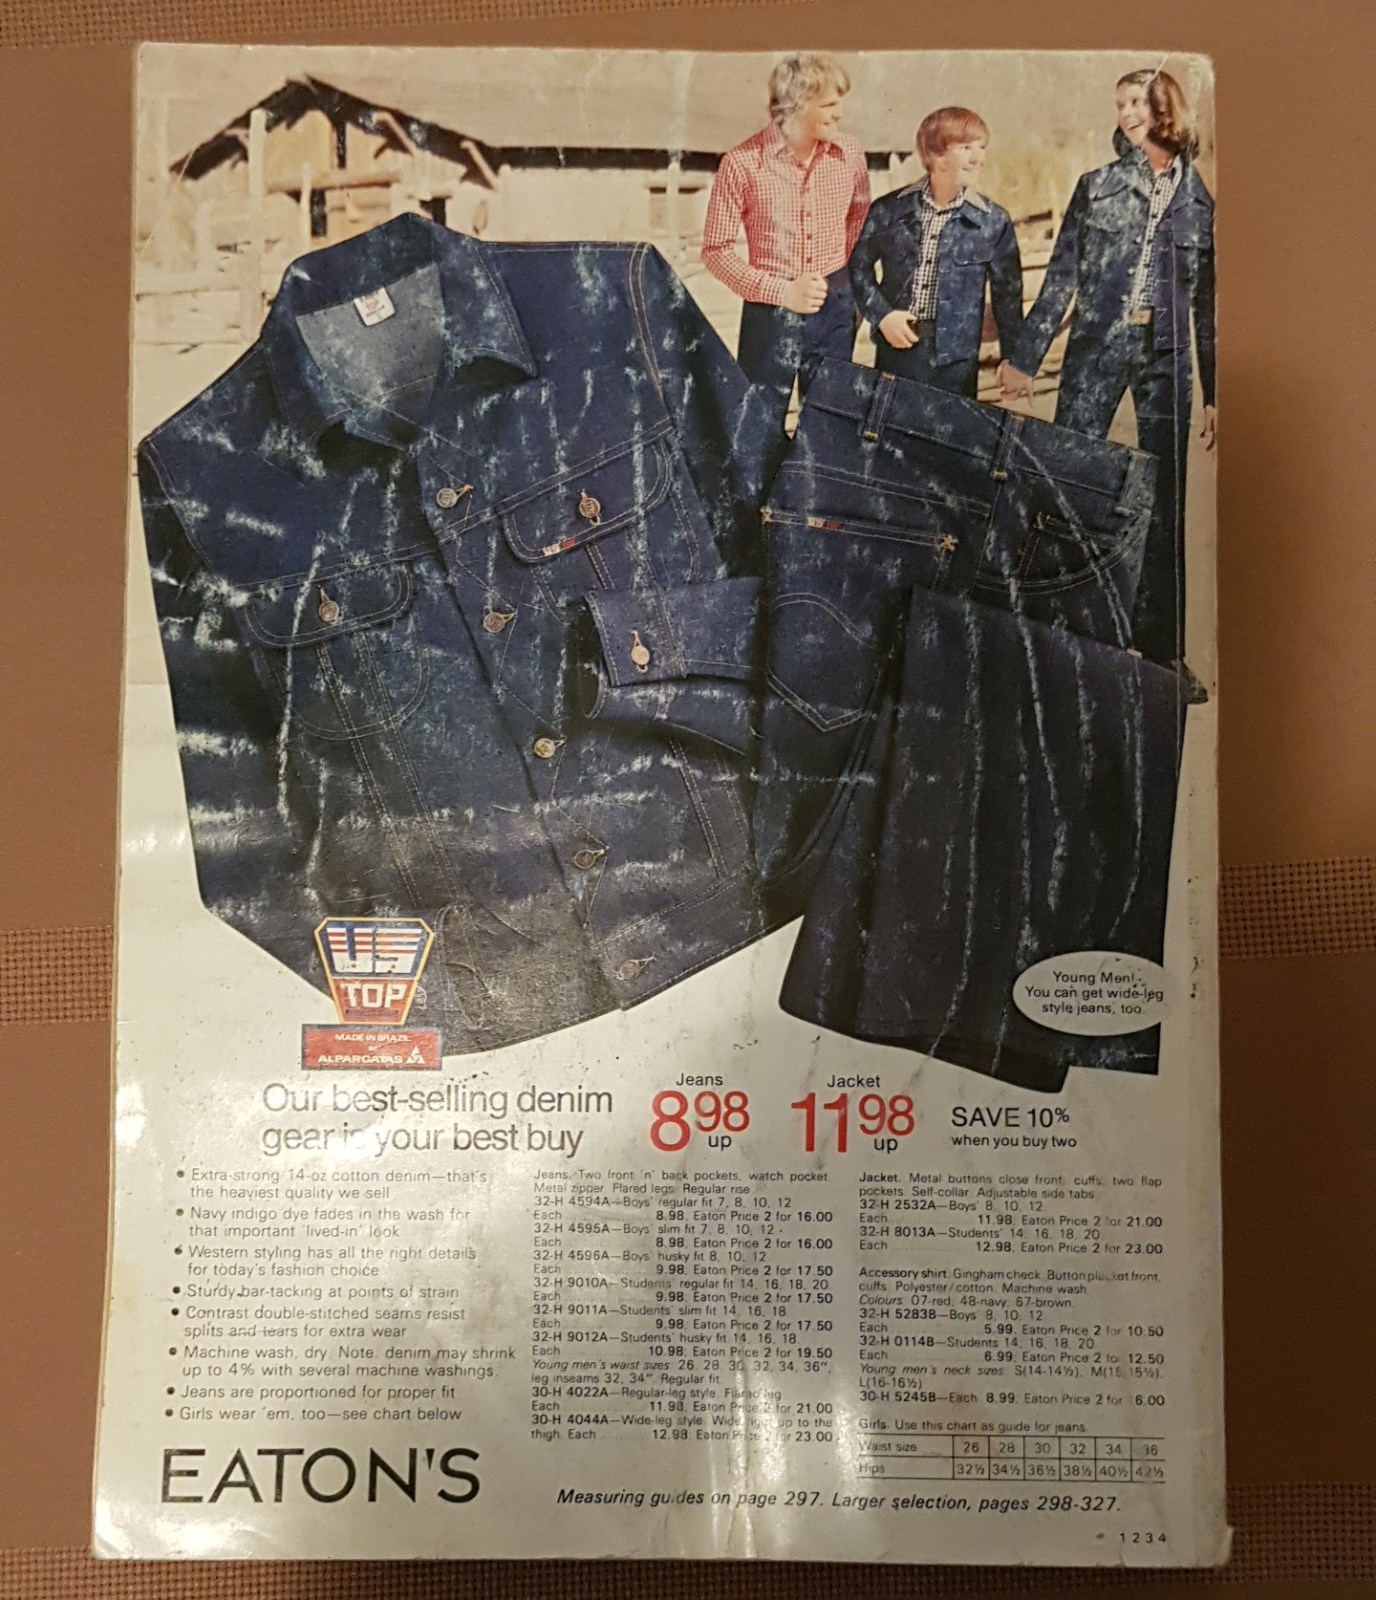 US
TOP
MADE IN BRAZIL
BY
ALPARGATAS
Young Men!
You can get wide-leg
style jeans, too.
Our best-selling denim
gear is your best buy
Jeans
8 98
up
Jacket
11 98
up
SAVE 10%
when you buy two
• Extra-strong 14-oz cotton denim—that's
the heaviest quality we sell
• Navy indigo dye fades in the wash for
that important 'lived-in' look
• Western styling has all the right details
for today's fashion choice
• Sturdy bar-tacking at points of strain
• Contrast double-stitched seams resist
splits and tears for extra wear
• Machine wash, dry. Note: denim may shrink
up to 4% with several machine washings.
• Jeans are proportioned for proper fit
• Girls wear 'em, too—see chart below
EATON'S
Jeans. Two front 'n' back pockets, watch pocket.
Metal zipper. Flared legs. Regular rise
32-H 4594A—Boys' regular fit 7, 8, 10, 12
Each 8.98. Eaton Price 2 for 16.00
32-H 4595A—Boys' slim fit 7, 8, 10, 12.
Each 8.98. Eaton Price 2 for 16.00
32-H 4596A—Boys' husky fit 8, 10, 12.
Each 9.98. Eaton Price 2 for 17.50
32-H 9010A—Students' regular fit 14, 16, 18, 20.
Each 9.98. Eaton Price 2 for 17.50
32-H 9011A—Students' slim fit 14, 16, 18.
Each 9.98. Eaton Price 2 for 17.50
32-H 9012A—Students' husky fit 14, 16, 18.
Each 10.98. Eaton Price 2 for 19.50
Young men's waist sizes: 26, 28, 30, 32, 34, 36",
leg inseams 32, 34". Regular fit.
30-H 4022A—Regular-leg style. Flared leg
Each 11.98. Eaton Price 2 for 21.00
30-H 4044A—Wide-leg style. Wide right up to the
thigh. Each 12.98. Eaton Price 2 for 23.00
Jacket. Metal buttons close front, cuffs, two flap
pockets. Self-collar. Adjustable side tabs
32-H 2532A—Boys' 8, 10, 12
Each 11.98. Eaton Price 2 for 21.00
32-H 8013A—Students' 14, 16, 18, 20
Each 12.98. Eaton Price 2 for 23.00
Accessory shirt. Gingham check. Button placket front,
cuffs. Polyester/cotton. Machine wash.
Colours: 07-red, 48-navy, 67-brown.
32-H 5283B—Boys' 8, 10, 12
Each 5.99. Eaton Price 2 for 10.50
32-H 0114B—Students' 14, 16, 18, 20
Each 6.99. Eaton Price 2 for 12.50
Young men's neck sizes: S(14-14½), M(15-15½),
L(16-16½)
30-H 5245B—Each 8.99. Eaton Price 2 for
Girls. Use this chart as guide for jeans.
Waist size 26 28 30 32 34 36
Hips 32½ 34½ 36½ 38½ 40½ 42½
Measuring guides on page 297. Larger selection, pages 298-327.
1 2 3 4